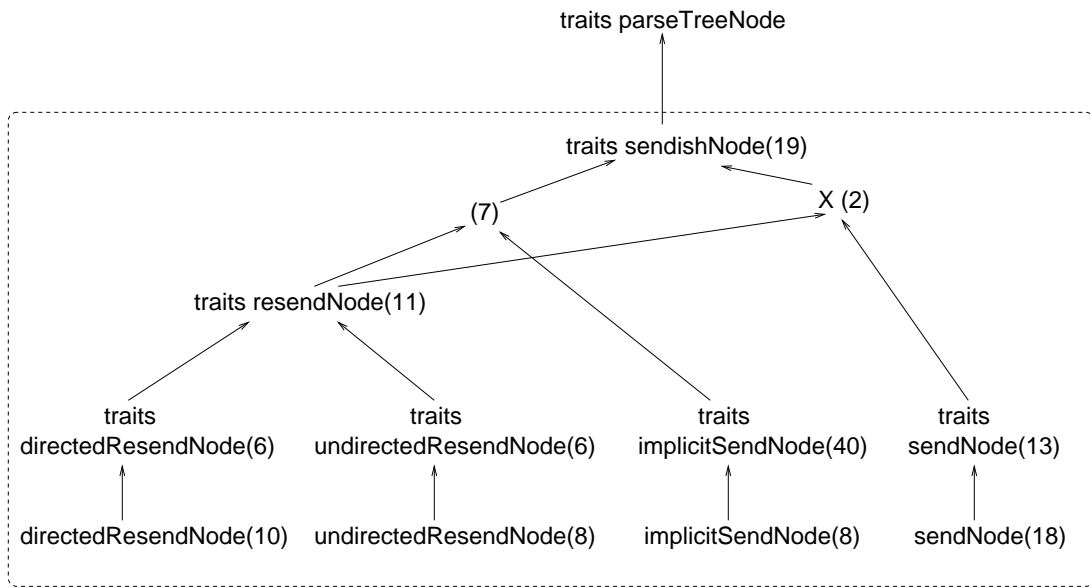 traits parseTreeNode
traits sendishNode(19)
(7)
X (2)
traits resendNode(11)
traits
directedResendNode(6)
traits
undirectedResendNode(6)
traits
implicitSendNode(40)
traits
sendNode(13)
directedResendNode(10)
undirectedResendNode(8)
implicitSendNode(8)
sendNode(18)